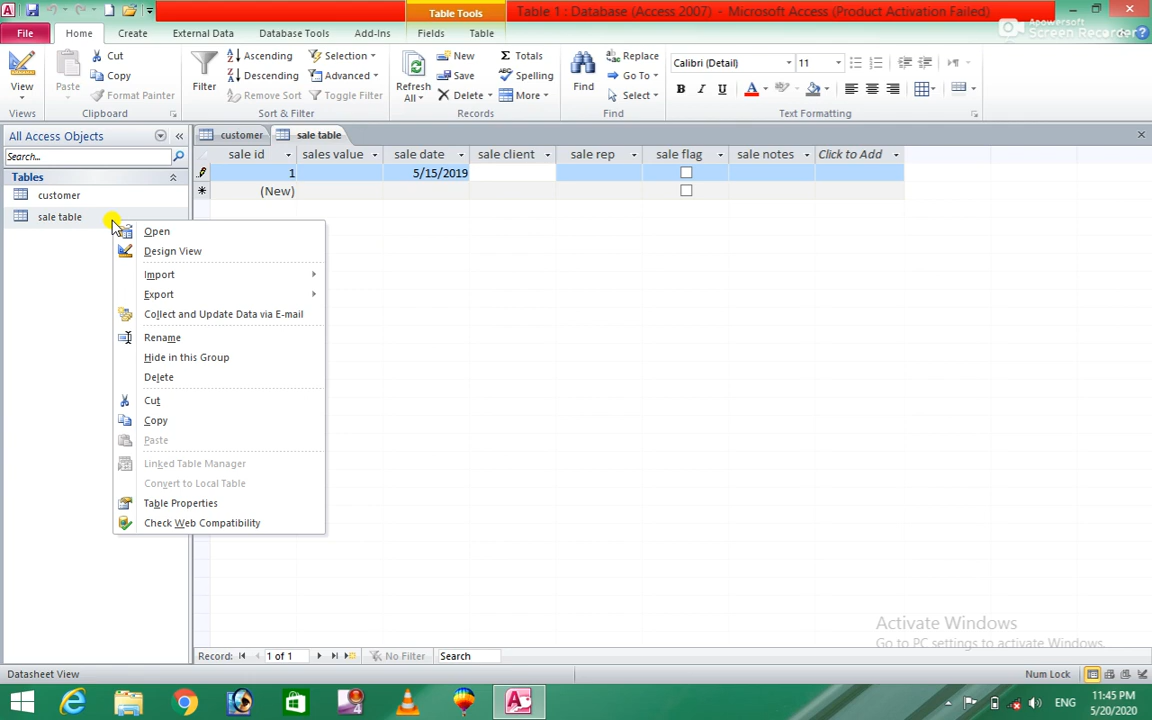 Table Tools
Table 1 : Database (Access 2007) - Microsoft Access (Product Activation Failed)
Apowersoft
Screen Recorder
File Home Create External Data Database Tools Add-Ins Fields Table
View
Views
Paste
Cut
Copy
Format Painter
Clipboard
Filter
Ascending
Descending
Remove Sort
Selection
Advanced
Toggle Filter
Sort & Filter
Refresh All
New
Save
Delete
Totals
Spelling
More
Records
Find
Replace
Go To
Select
Find
Calibri (Detail) 11
B I U
A
Text Formatting
All Access Objects
Search...
Tables
customer
sale table
customer sale table
sale id sales value sale date sale client sale rep sale flag sale notes Click to Add
1 5/15/2019
(New)
Open
Design View
Import
Export
Collect and Update Data via E-mail
Rename
Hide in this Group
Delete
Cut
Copy
Paste
Linked Table Manager
Convert to Local Table
Table Properties
Check Web Compatibility
Activate Windows
Go to PC settings to activate Windows.
Record: 1 of 1 No Filter Search
Datasheet View Num Lock
ENG
11:45 PM
5/20/2020